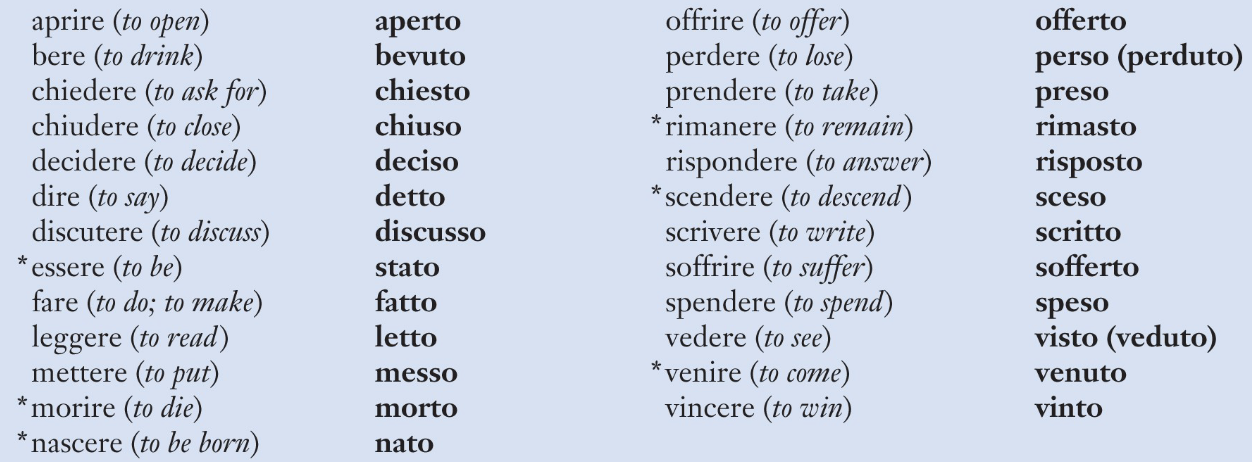 aprire (to open) aperto
bere (to drink) bevuto
chiedere (to ask for) chiesto
chiudere (to close) chiuso
decidere (to decide) deciso
dire (to say) detto
discutere (to discuss) discusso
*essere (to be) stato
fare (to do; to make) fatto
leggere (to read) letto
mettere (to put) messo
*morire (to die) morto
*nascere (to be born) nato
offrire (to offer) offerto
perdere (to lose) perso (perduto)
prendere (to take) preso
*rimanere (to remain) rimasto
rispondere (to answer) risposto
*scendere (to descend) sceso
scrivere (to write) scritto
soffrire (to suffer) sofferto
spendere (to spend) speso
vedere (to see) visto (veduto)
*venire (to come) venuto
vincere (to win) vinto